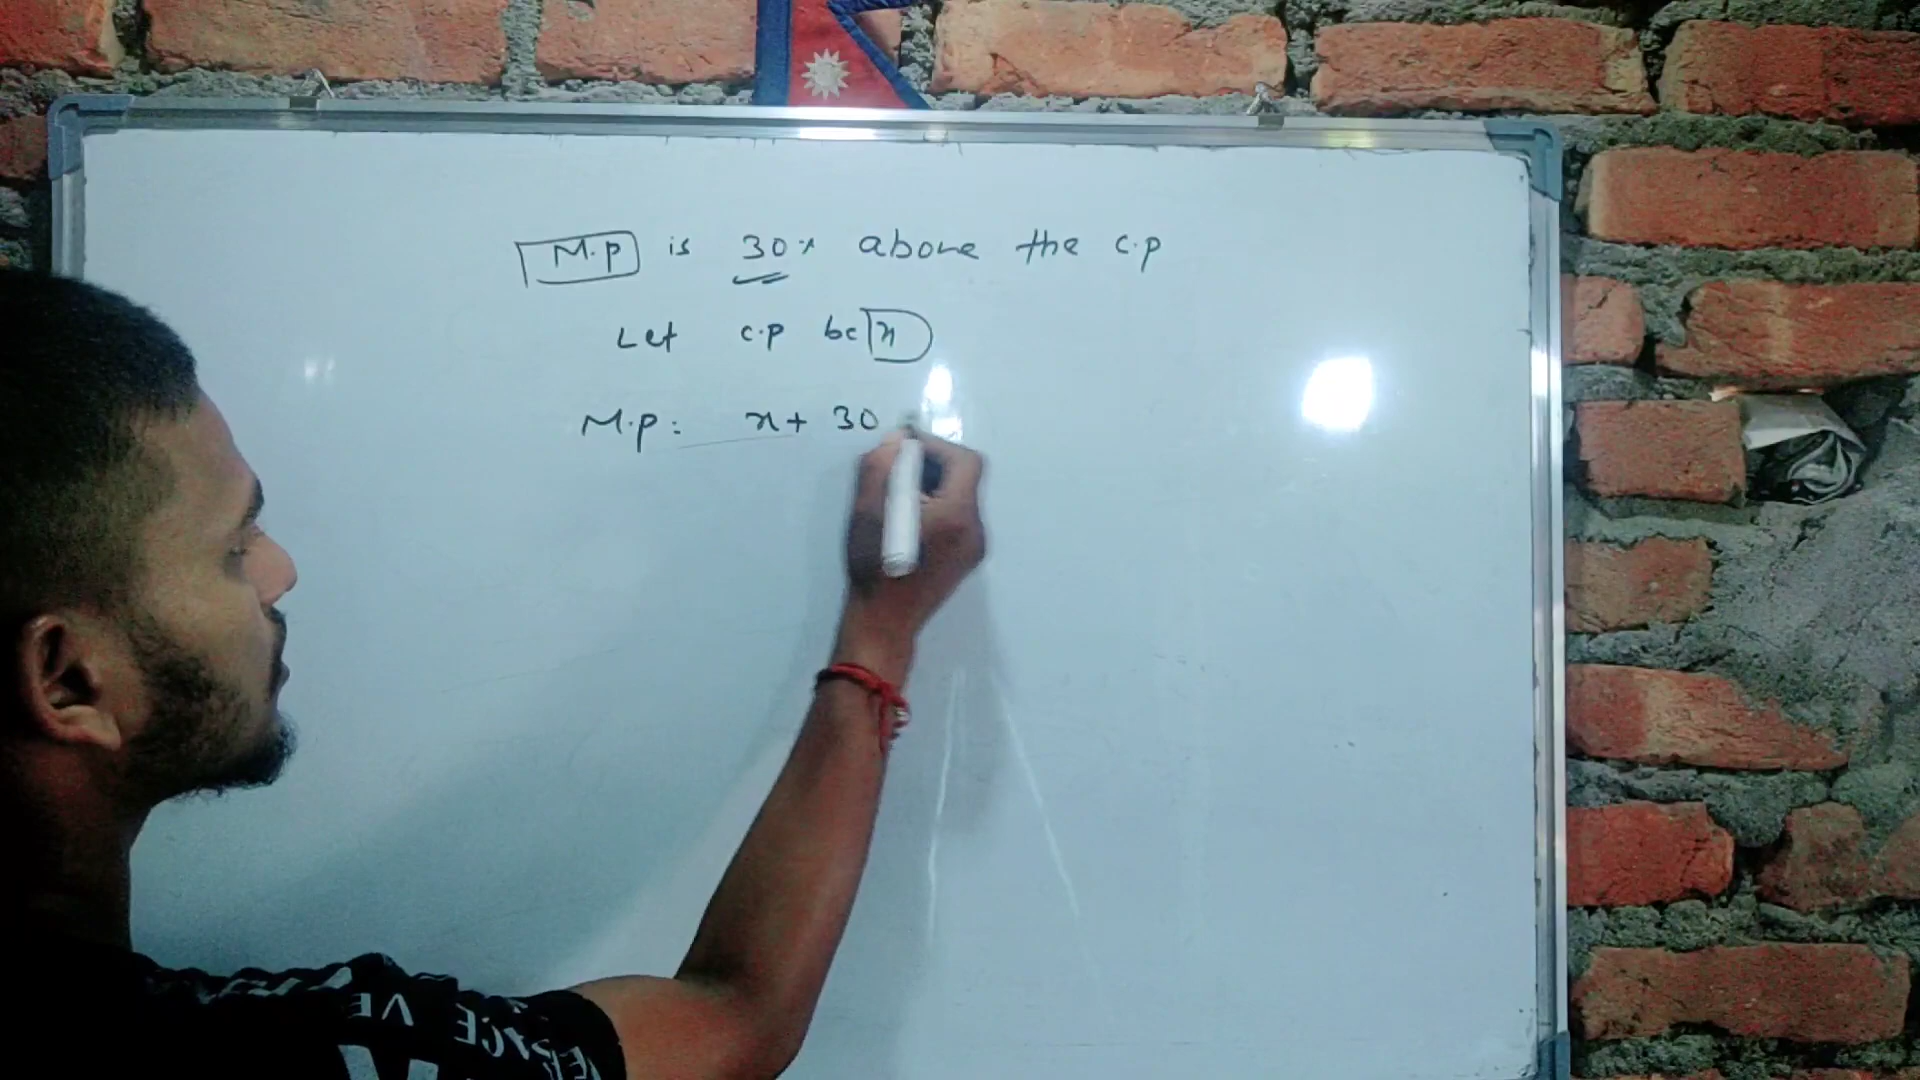 M.P is 30% above the C.P
Let C.P be x
M.P: x + 30